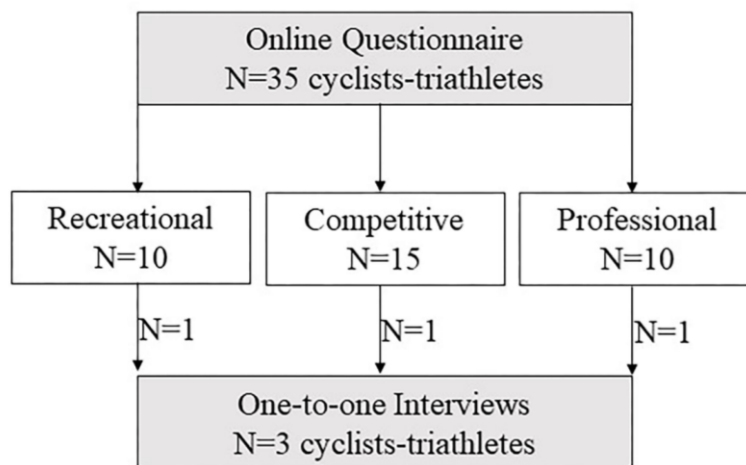 Online Questionnaire
N=35 cyclists-triathletes
Recreational
N=10
Competitive
N=15
Professional
N=10
N=1
N=1
N=1
One-to-one Interviews
N=3 cyclists-triathletes